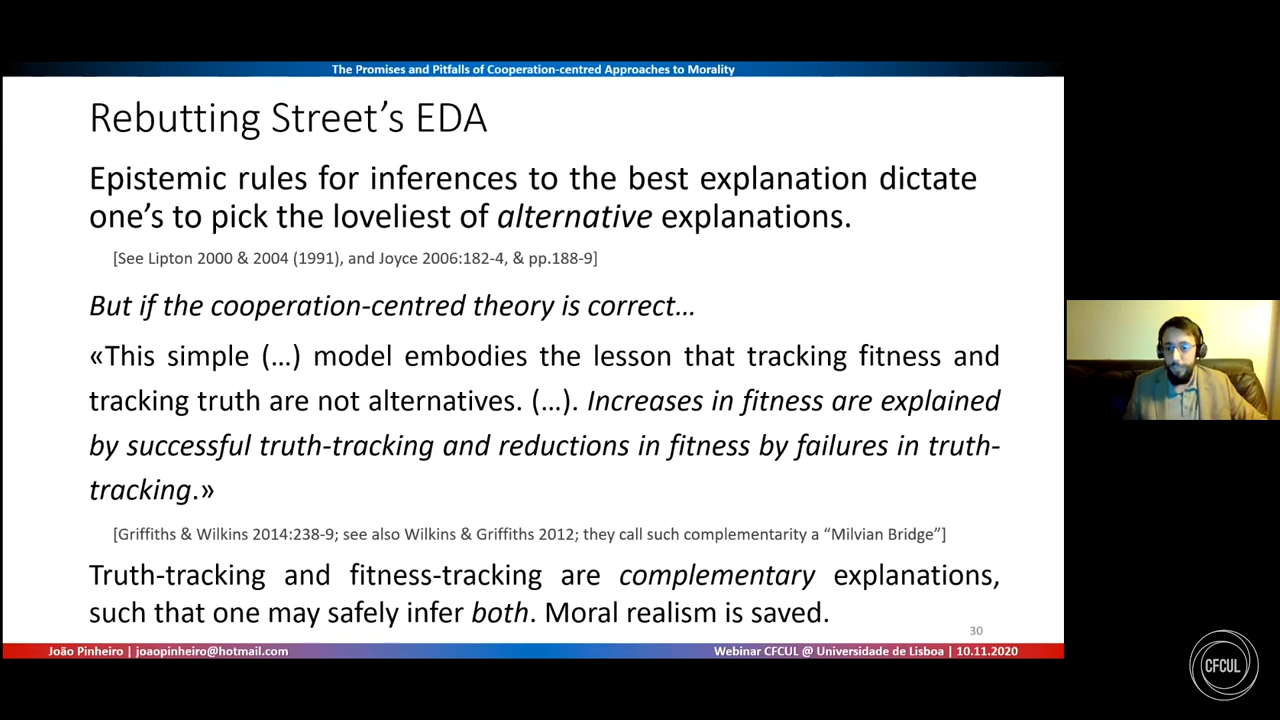 The Promises and Pitfalls of Cooperation-centred Approaches to Morality
Rebutting Street's EDA
Epistemic rules for inferences to the best explanation dictate
one's to pick the loveliest of alternative explanations.
[See Lipton 2000 & 2004 (1991), and Joyce 2006:182-4, & pp.188-9]
But if the cooperation-centred theory is correct…
«This simple (…) model embodies the lesson that tracking fitness and
tracking truth are not alternatives. (…). Increases in fitness are explained
by successful truth-tracking and reductions in fitness by failures in truth-
tracking.»
[Griffiths & Wilkins 2014:238-9; see also Wilkins & Griffiths 2012; they call such complementarity a “Milvian Bridge”]
Truth-tracking and fitness-tracking are complementary explanations,
such that one may safely infer both. Moral realism is saved.
30
João Pinheiro | joaopinheiro@hotmail.com
Webinar CFCUL @ Universidade de Lisboa | 10.11.2020
CFCUL